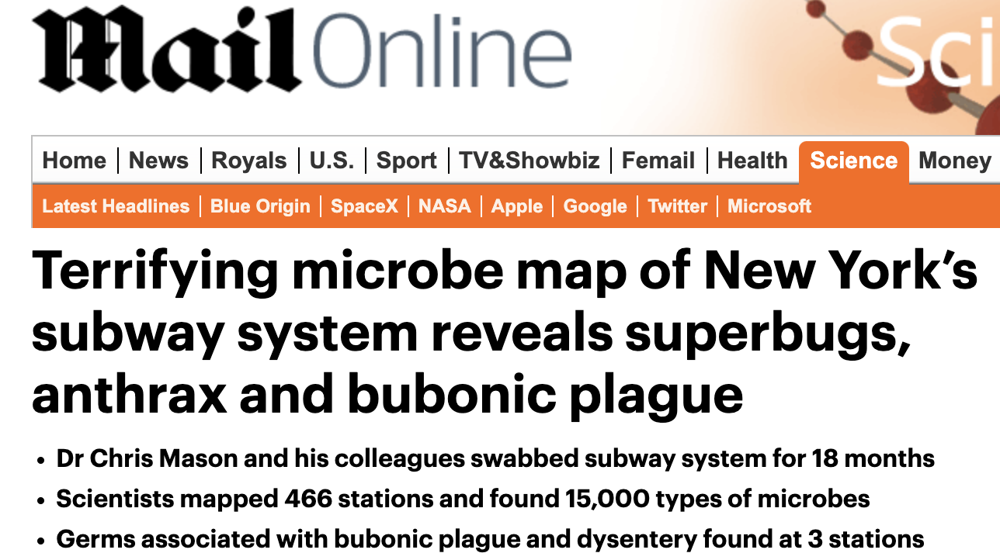 Mail Online
Sci
Home | News | Royals | U.S. | Sport | TV&Showbiz | Femail | Health | Science | Money
Latest Headlines | Blue Origin | SpaceX | NASA | Apple | Google | Twitter | Microsoft
Terrifying microbe map of New York’s
subway system reveals superbugs,
anthrax and bubonic plague
• Dr Chris Mason and his colleagues swabbed subway system for 18 months
• Scientists mapped 466 stations and found 15,000 types of microbes
• Germs associated with bubonic plague and dysentery found at 3 stations